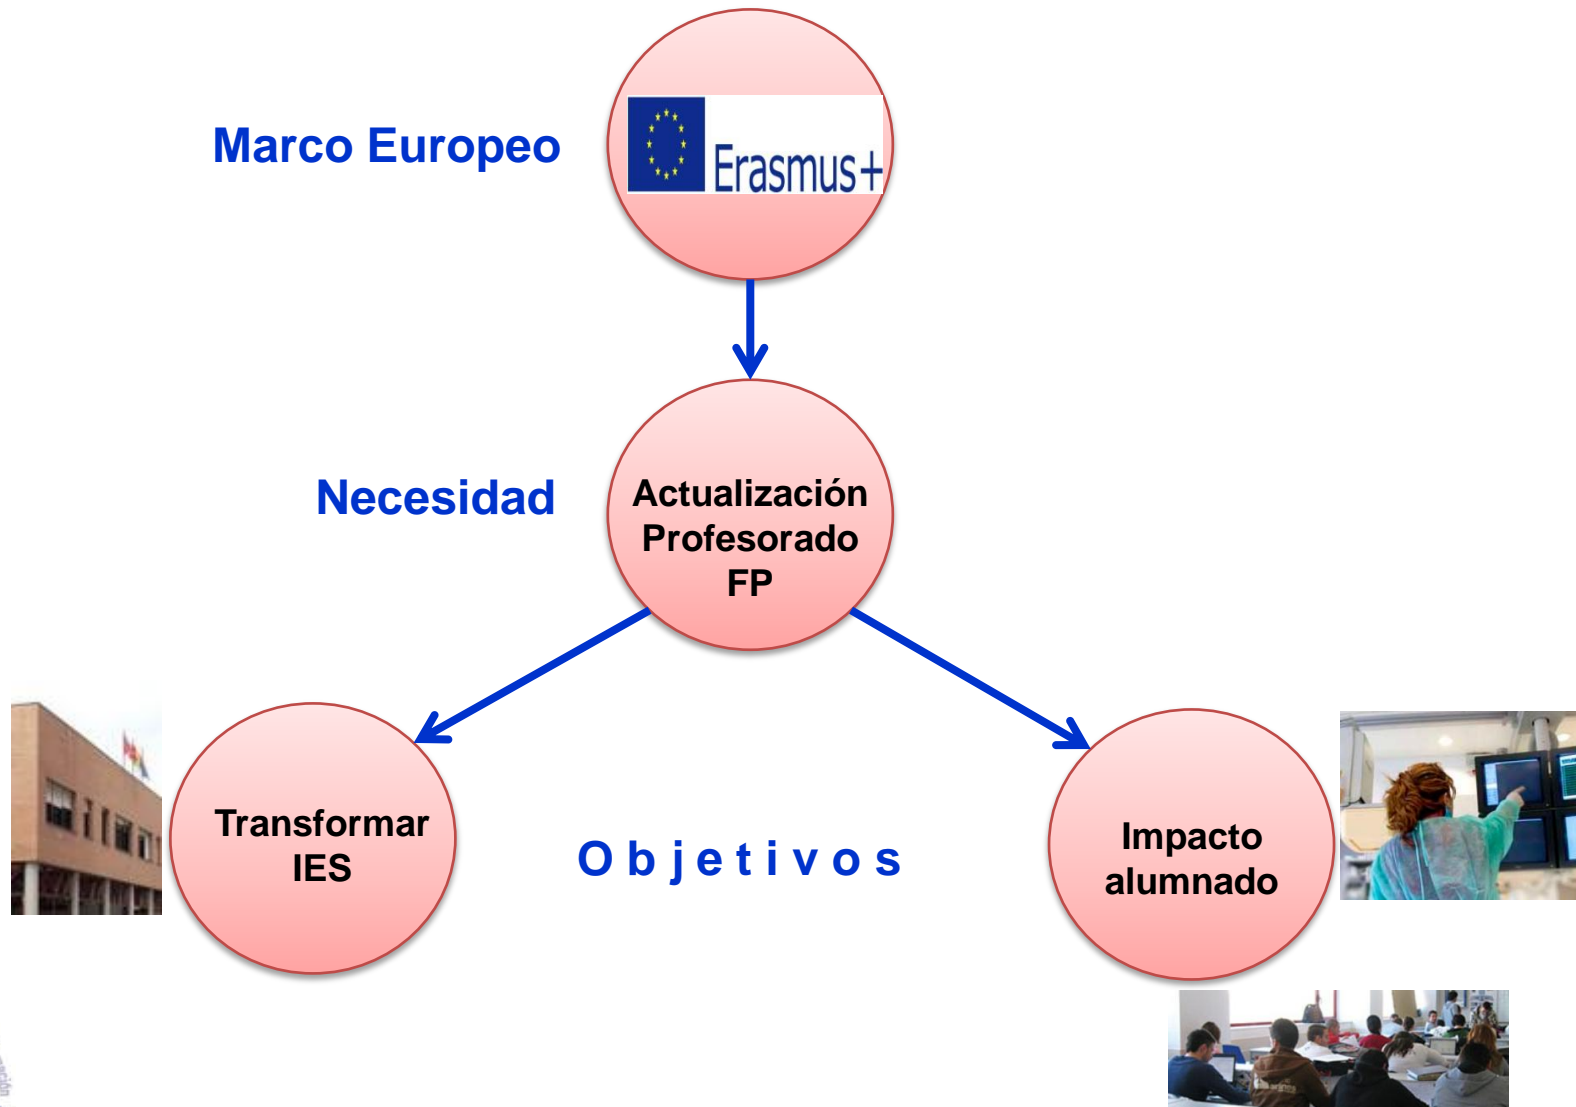 Marco Europeo
Erasmus+
Necesidad
Actualización
Profesorado
FP
Transformar
IES
O b j e t i v o s
Impacto
alumnado